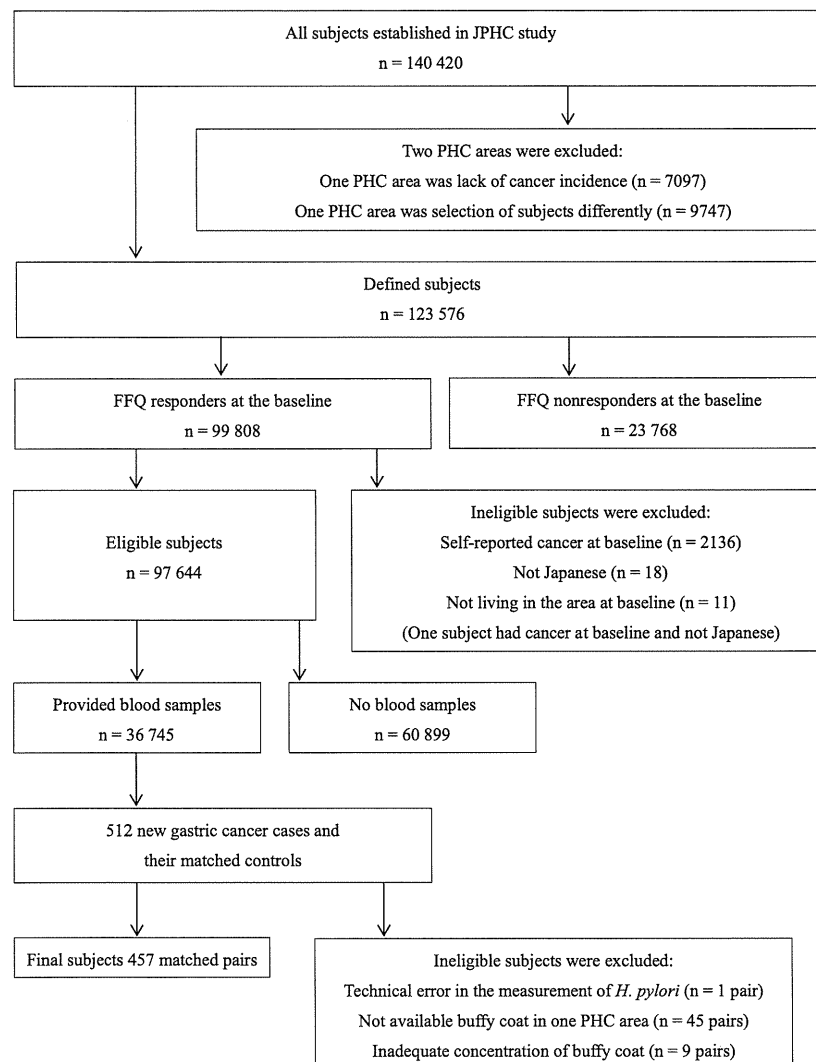 All subjects established in JPHC study
n = 140 420
Two PHC areas were excluded:
One PHC area was lack of cancer incidence (n = 7097)
One PHC area was selection of subjects differently (n = 9747)
Defined subjects
n = 123 576
FFQ responders at the baseline
n = 99 808
FFQ nonresponders at the baseline
n = 23 768
Eligible subjects
n = 97 644
Ineligible subjects were excluded:
Self-reported cancer at baseline (n = 2136)
Not Japanese (n = 18)
Not living in the area at baseline (n = 11)
(One subject had cancer at baseline and not Japanese)
Provided blood samples
n = 36 745
No blood samples
n = 60 899
512 new gastric cancer cases and
their matched controls
Final subjects 457 matched pairs
Ineligible subjects were excluded:
Technical error in the measurement of H. pylori (n = 1 pair)
Not available buffy coat in one PHC area (n = 45 pairs)
Inadequate concentration of buffy coat (n = 9 pairs)